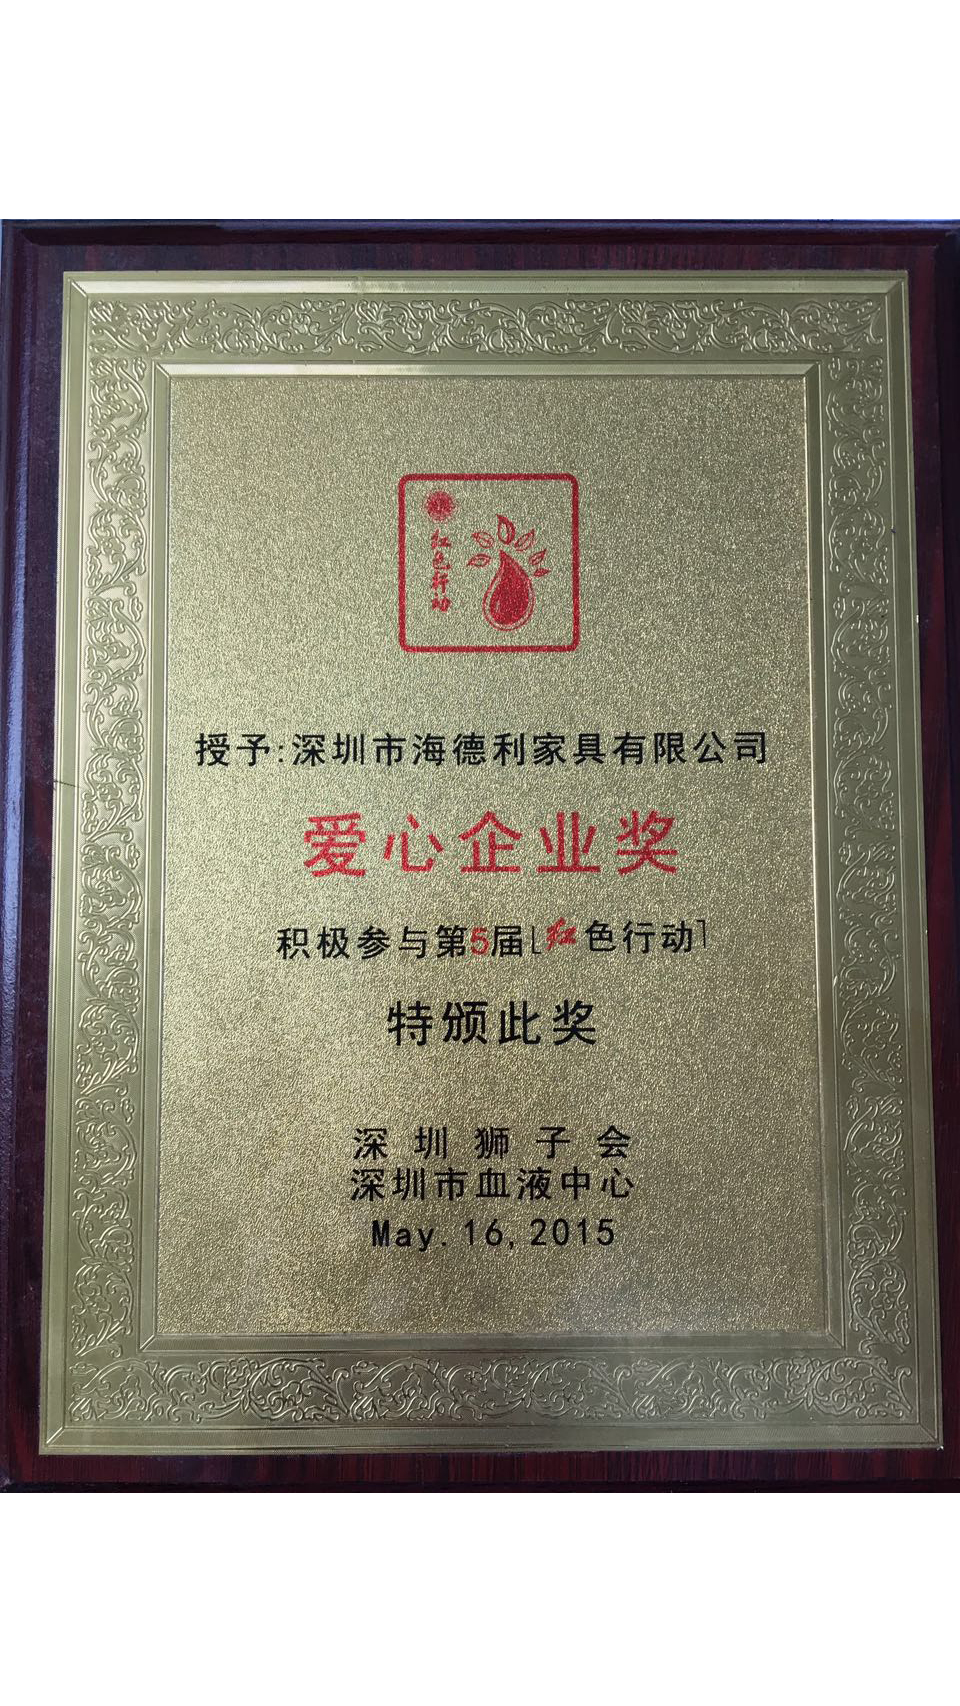 红色行动
授予:深圳市海德利家具有限公司
爱心企业奖
积极参与第5届[红色行动]
特颁此奖
深圳狮子会
深圳市血液中心
May.16,2015